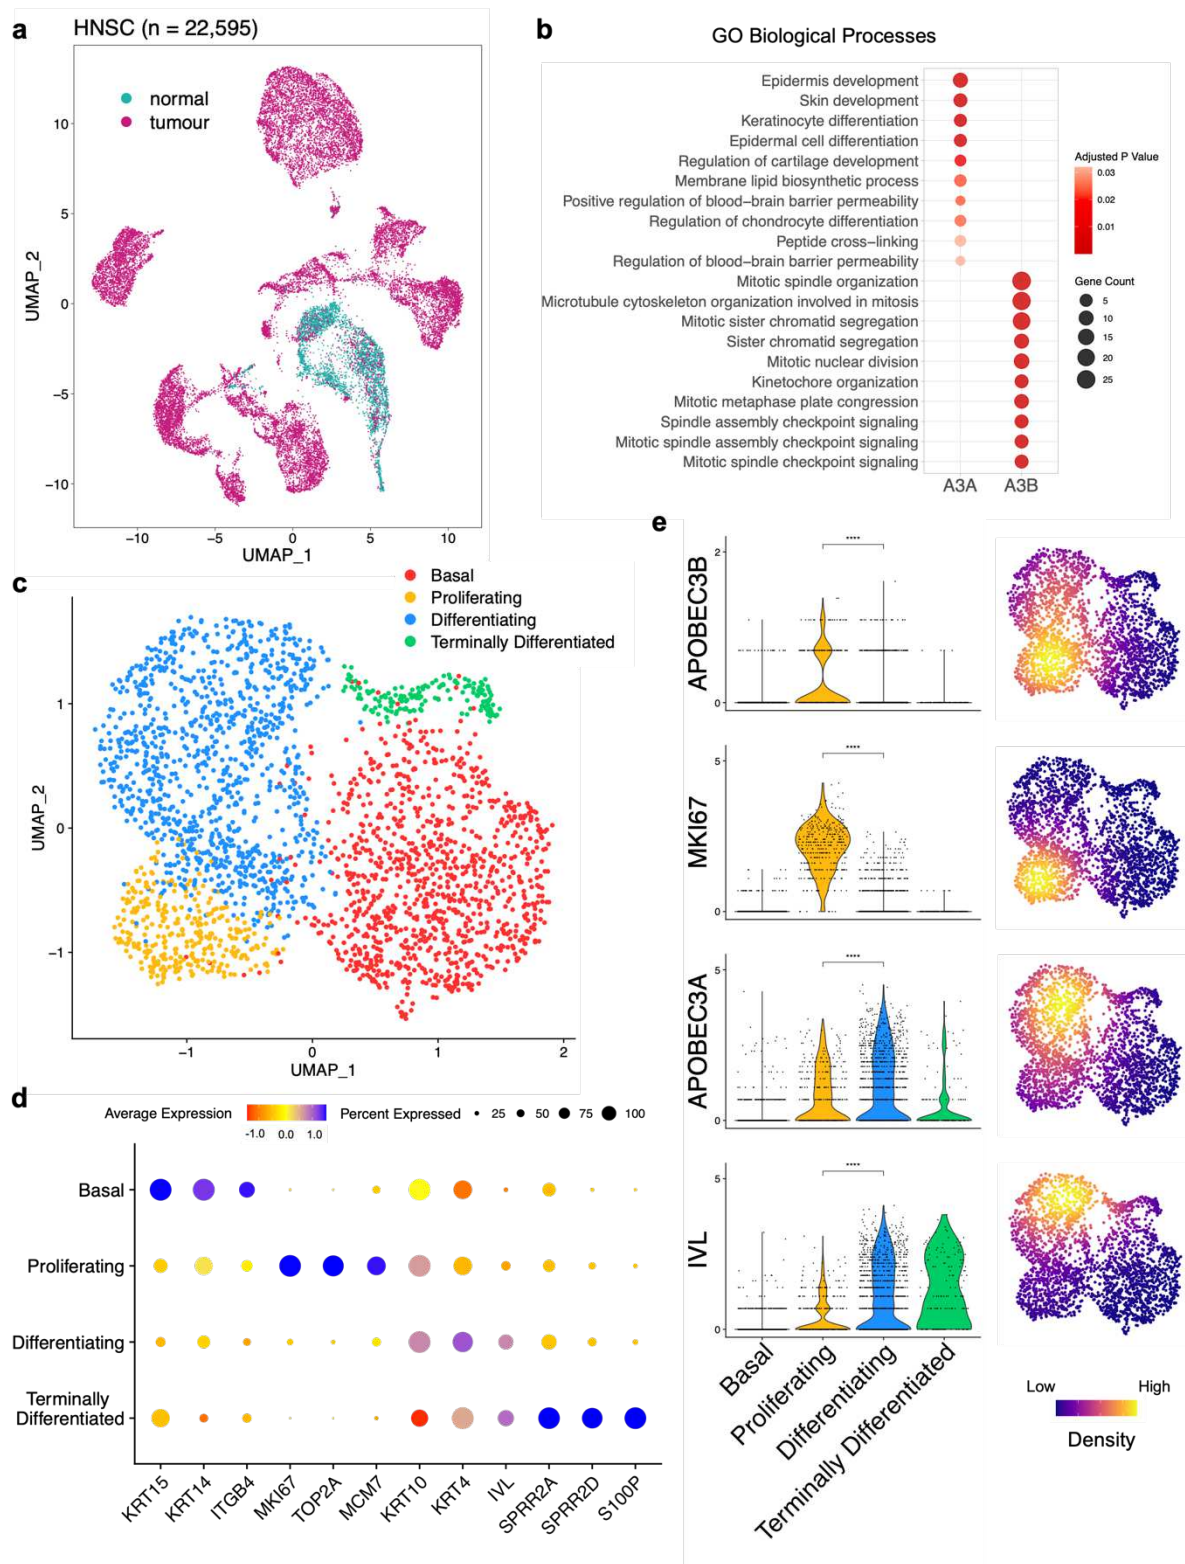 a
HNSC (n = 22,595)
normal
tumour
10
5
0
−5
−10
UMAP_2
−10
−5
0
5
10
UMAP_1
b
GO Biological Processes
Epidermis development
Skin development
Keratinocyte differentiation
Epidermal cell differentiation
Regulation of cartilage development
Membrane lipid biosynthetic process
Positive regulation of blood−brain barrier permeability
Regulation of chondrocyte differentiation
Peptide cross−linking
Regulation of blood−brain barrier permeability
Mitotic spindle organization
Microtubule cytoskeleton organization involved in mitosis
Mitotic sister chromatid segregation
Sister chromatid segregation
Mitotic nuclear division
Kinetochore organization
Mitotic metaphase plate congression
Spindle assembly checkpoint signaling
Mitotic spindle assembly checkpoint signaling
Mitotic spindle checkpoint signaling
A3A
A3B
Adjusted P Value
0.03
0.02
0.01
Gene Count
5
10
15
20
25
c
Basal
Proliferating
Differentiating
Terminally Differentiated
1
0
−1
UMAP_2
−1
0
1
2
UMAP_1
d
Average Expression
-1.0
0.0
1.0
Percent Expressed
25
50
75
100
Basal
Proliferating
Differentiating
Terminally
Differentiated
KRT15
KRT14
ITGB4
MKI67
TOP2A
MCM7
KRT10
KRT4
IVL
SPRR2A
SPRR2D
S100P
e
APOBEC3B
2
0
****
MKI67
5
0
****
APOBEC3A
5
0
****
IVL
5
0
****
Basal
Proliferating
Differentiating
Terminally Differentiated
Low
High
Density